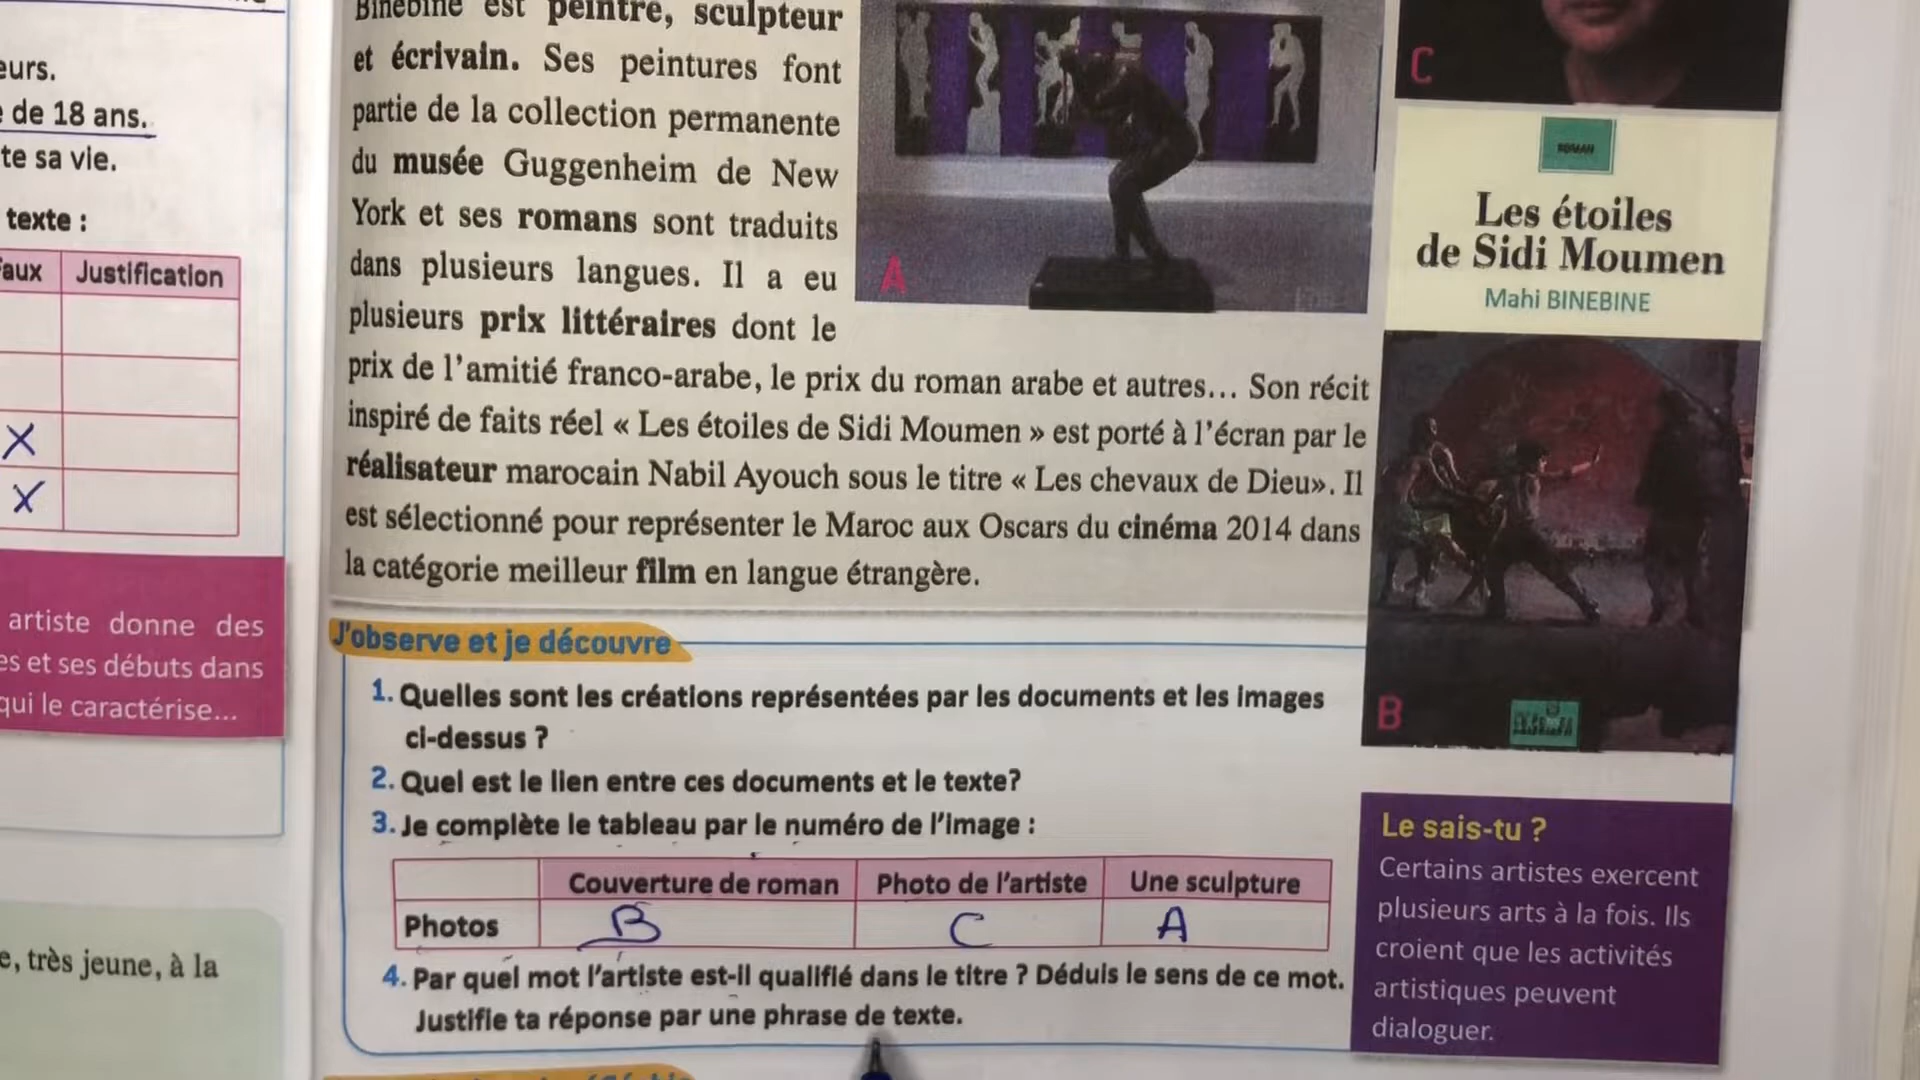 eurs.
de 18 ans.
te sa vie.
texte :
Faux Justification
X
X
artiste donne des
es et ses débuts dans
qui le caractérise...
e, très jeune, à la
Binebine est peintre, sculpteur
et écrivain. Ses peintures font
partie de la collection permanente
du musée Guggenheim de New
York et ses romans sont traduits
dans plusieurs langues. Il a eu
plusieurs prix littéraires dont le
prix de l'amitié franco-arabe, le prix du roman arabe et autres... Son récit
inspiré de faits réel « Les étoiles de Sidi Moumen » est porté à l'écran par le
réalisateur marocain Nabil Ayouch sous le titre « Les chevaux de Dieu». Il
est sélectionné pour représenter le Maroc aux Oscars du cinéma 2014 dans
la catégorie meilleur film en langue étrangère.
A
C
ROMAN
Les étoiles
de Sidi Moumen
Mahi BINEBINE
B
J'observe et je découvre
1. Quelles sont les créations représentées par les documents et les images
ci-dessus ?
2. Quel est le lien entre ces documents et le texte?
3. Je complète le tableau par le numéro de l'image :
Couverture de roman Photo de l'artiste Une sculpture
Photos B C A
4. Par quel mot l'artiste est-il qualifié dans le titre ? Déduis le sens de ce mot.
Justifie ta réponse par une phrase de texte.
Le sais-tu ?
Certains artistes exercent
plusieurs arts à la fois. Ils
croient que les activités
artistiques peuvent
dialoguer.